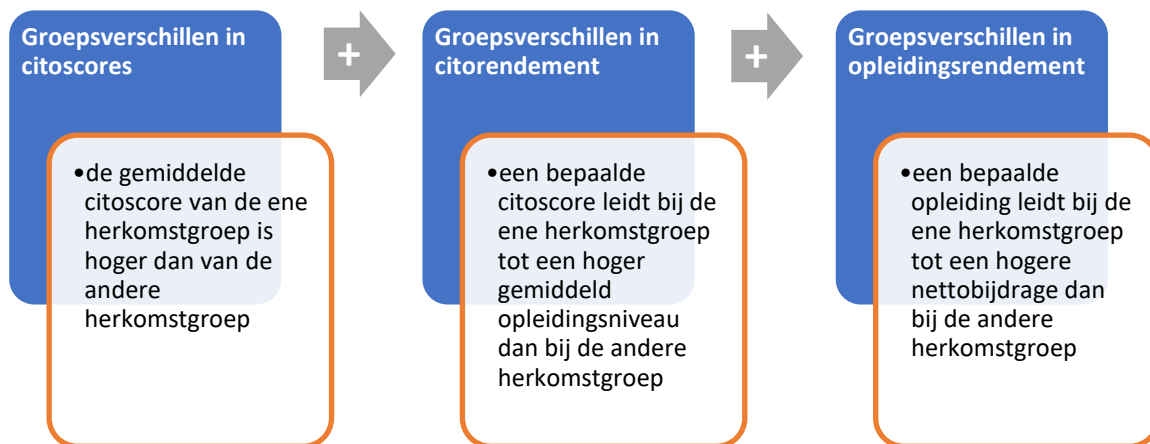 Groepsverschillen in
citoscores
•de gemiddelde
citoscore van de ene
herkomstgroep is
hoger dan van de
andere
herkomstgroep
+
Groepsverschillen in
citorendement
•een bepaalde
citoscore leidt bij de
ene herkomstgroep
tot een hoger
gemiddeld
opleidingsniveau
dan bij de andere
herkomstgroep
+
Groepsverschillen in
opleidingsrendement
•een bepaalde
opleiding leidt bij de
ene herkomstgroep
tot een hogere
nettobijdrage dan
bij de andere
herkomstgroep